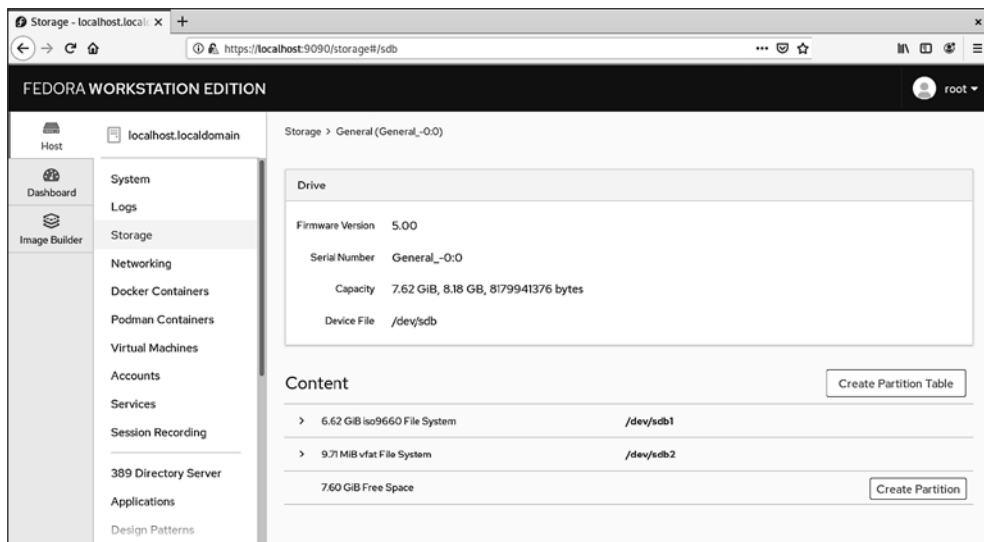 Storage - localhost.local
https://localhost:9090/storage#/sdb
FEDORA WORKSTATION EDITION
root
Host
Dashboard
Image Builder
localhost.localdomain
System
Logs
Storage
Networking
Docker Containers
Podman Containers
Virtual Machines
Accounts
Services
Session Recording
389 Directory Server
Applications
Design Patterns
Storage > General (General_-0:0)
Drive
Firmware Version 5.00
Serial Number General_-0:0
Capacity 7.62 GiB, 8.18 GB, 8179941376 bytes
Device File /dev/sdb
Content
Create Partition Table
> 6.62 GiB iso9660 File System /dev/sdb1
> 9.71 MiB vfat File System /dev/sdb2
7.60 GiB Free Space
Create Partition